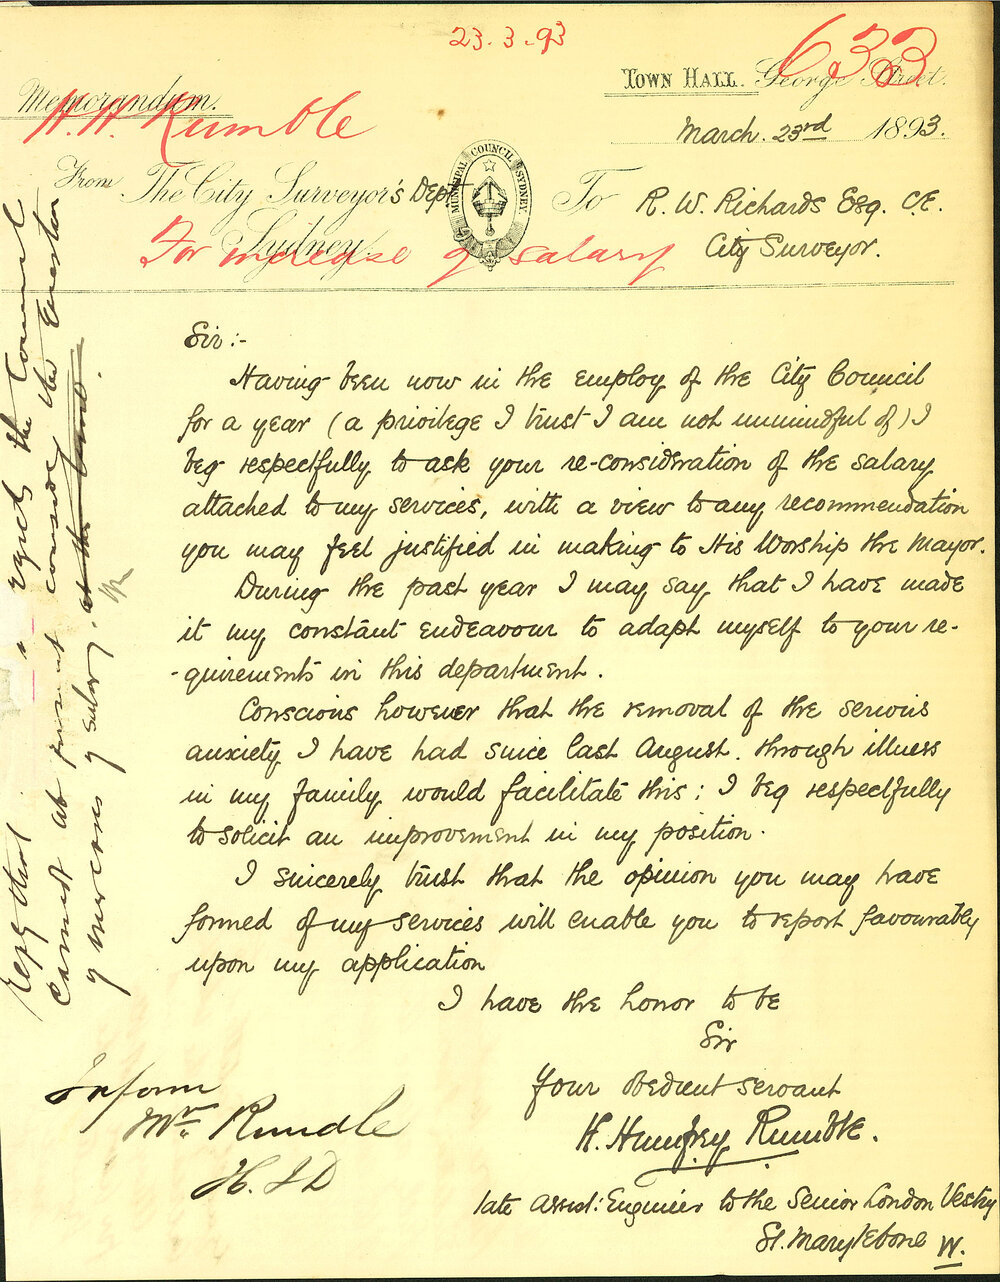 23.3.93
633
Memorandum.
H. H. Rumble
Town Hall. George Street.
March. 23rd 1893.
From The City Surveyor's Dept
Sydney
MUNICIPAL COUNCIL SYDNEY
To R. W. Richards Esq. C.E.
City Surveyor.
For increase of salary
Sir:-
Having been now in the employ of the City Council
for a year (a privilege I trust I am not unmindful of) I
beg respectfully to ask your re-consideration of the salary
attached to my services, with a view to any recommendation
you may feel justified in making to His Worship the Mayor.
During the past year I may say that I have made
it my constant endeavour to adapt myself to your re-
-quirements in this department.
Conscious however that the removal of the serious
anxiety I have had since last August. through illness
in my family would facilitate this: I beg respectfully
to solicit an improvement in my position.
I sincerely trust that the opinion you may have
formed of my services will enable you to report favourably
upon my application
I have the honor to be
Sir
Your obedient servant
H. Humfrey Rumble.
late Assist: Engineer to the Senior London Vestry
St. Marylebone W.
Reply that regrets the Council
cannot at present consider the question
of increase of salary. at this time.
Inform
Mr Rundle
H. J D